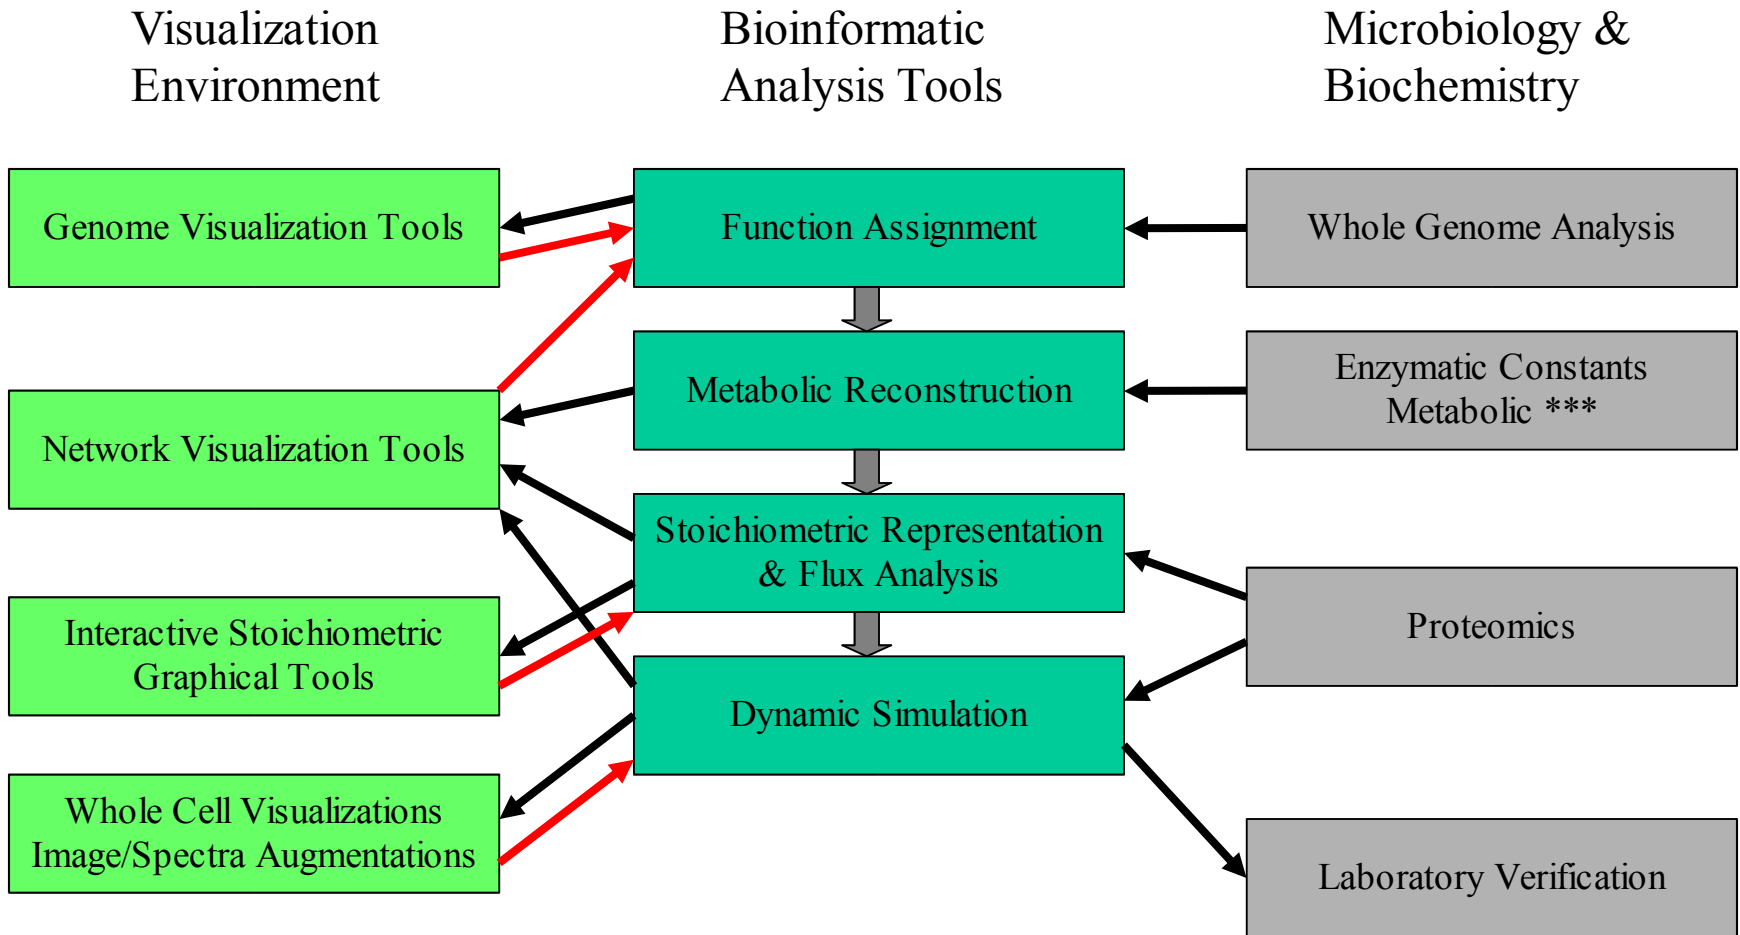 Visualization
Environment
Bioinformatic
Analysis Tools
Microbiology &
Biochemistry
Genome Visualization Tools
Function Assignment
Whole Genome Analysis
Metabolic Reconstruction
Enzymatic Constants
Metabolic ***
Network Visualization Tools
Stoichiometric Representation
& Flux Analysis
Interactive Stoichiometric
Graphical Tools
Proteomics
Dynamic Simulation
Whole Cell Visualizations
Image/Spectra Augmentations
Laboratory Verification